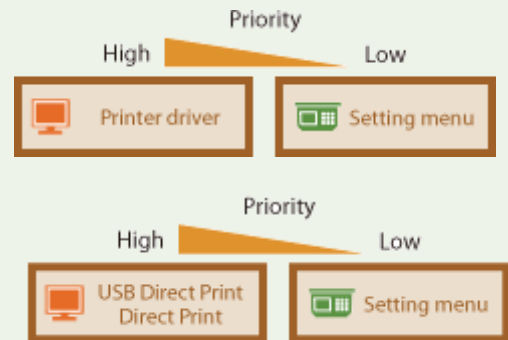 Priority
High Low
Printer driver Setting menu
Priority
High Low
USB Direct Print
Direct Print
Setting menu